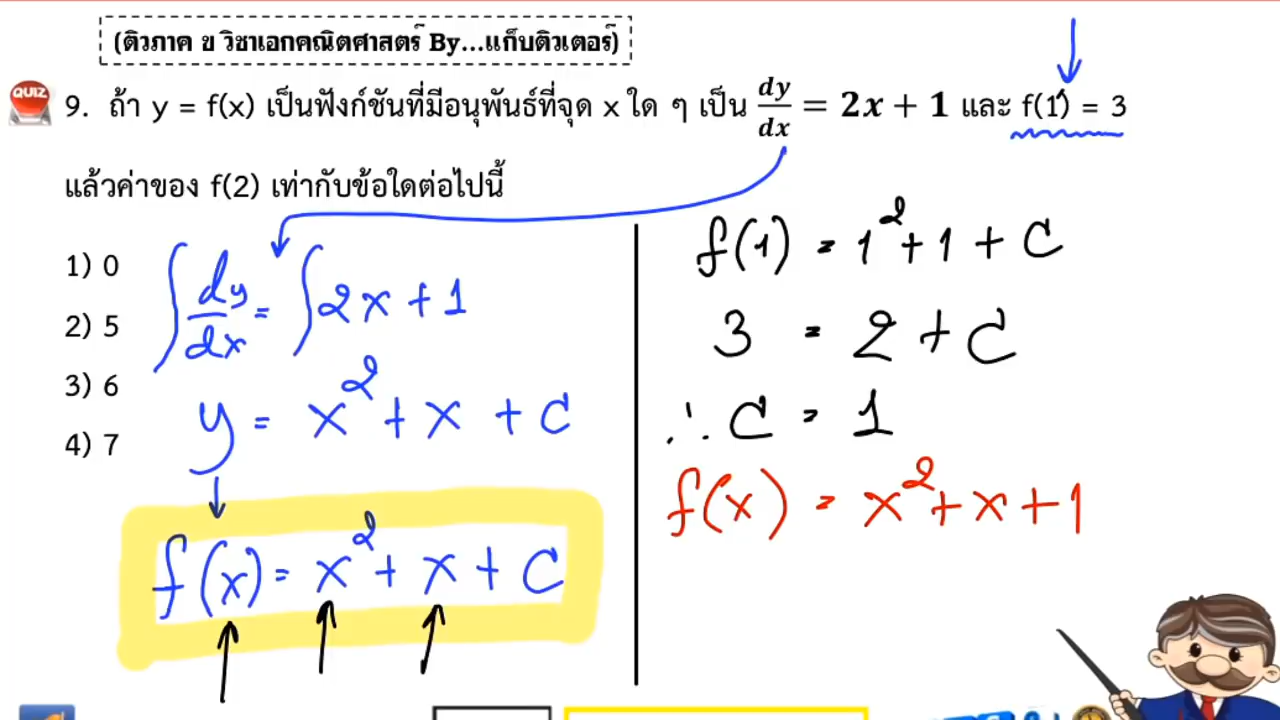 (ติวภาค ข วิชาเอกคณิตศาสตร์ By...แก็บติวเตอร์)
QUIZ
9. ถ้า y = f(x) เป็นฟังก์ชันที่มีอนุพันธ์ที่จุด x ใด ๆ เป็น dy/dx = 2x + 1 และ f(1) = 3
แล้วค่าของ f(2) เท่ากับข้อใดต่อไปนี้
1) 0
2) 5
3) 6
4) 7
∫ dy/dx = ∫ 2x + 1
y = x² + x + C
f(x) = x² + x + C
f(1) = 1² + 1 + C
3 = 2 + C
∴ C = 1
f(x) = x² + x + 1